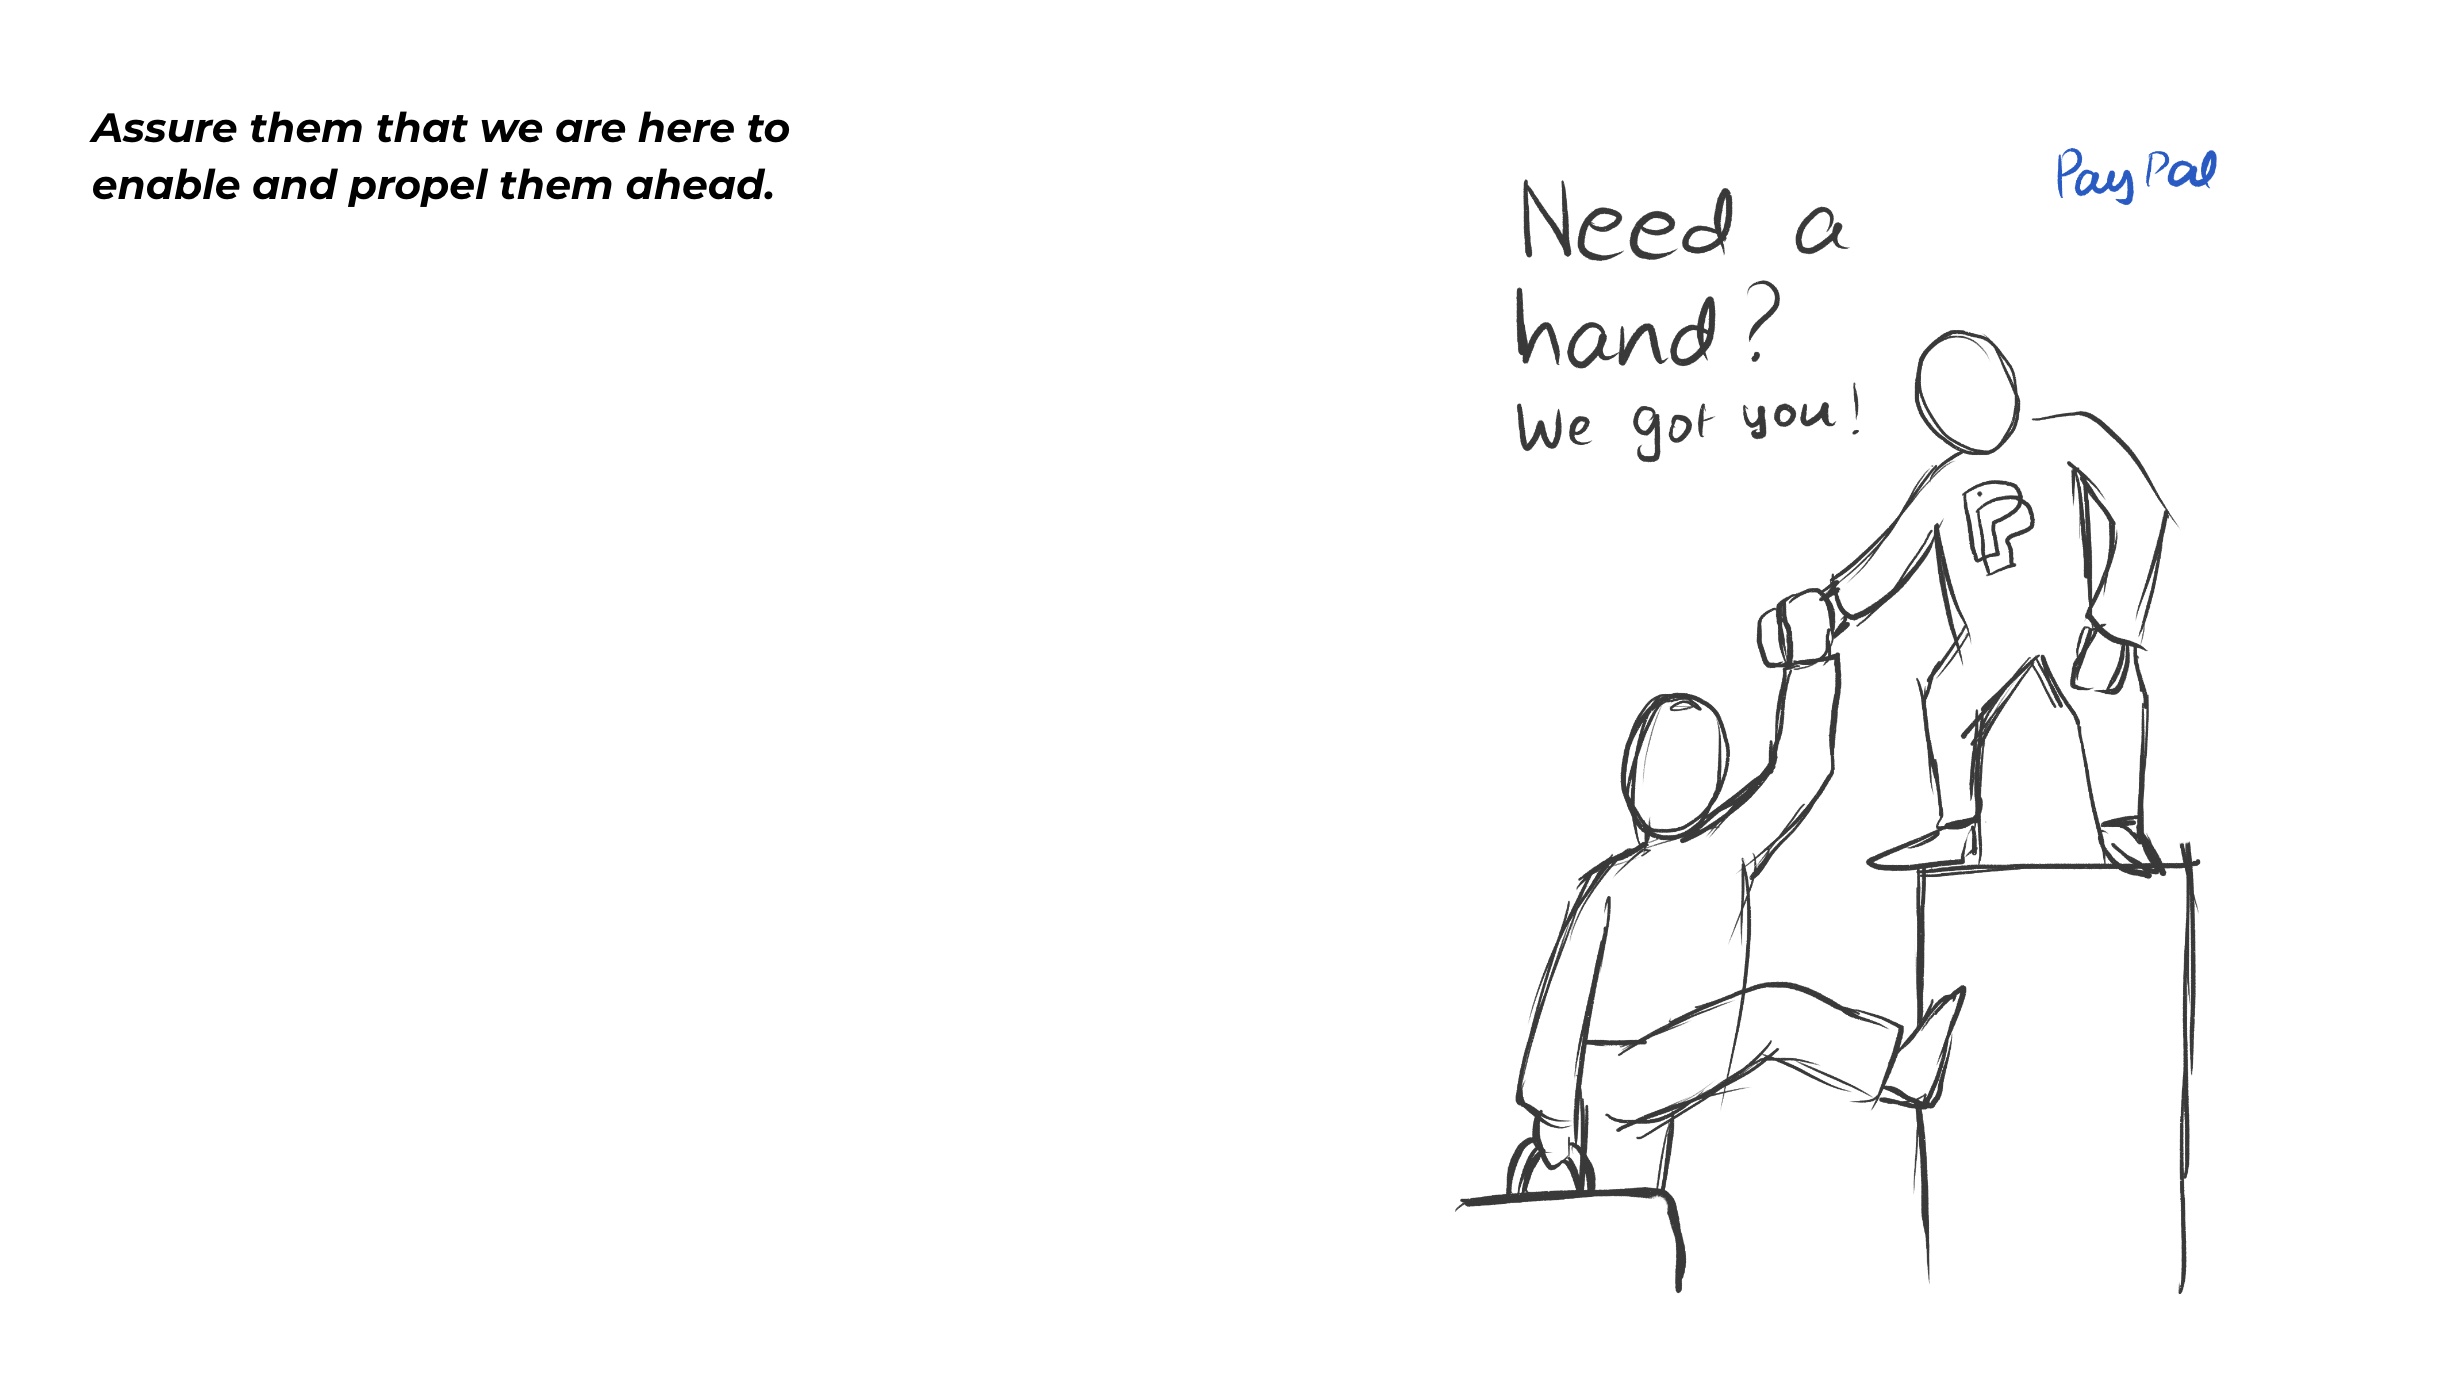 Assure them that we are here to
enable and propel them ahead.
PayPal
Need a
hand?
We got you!
P